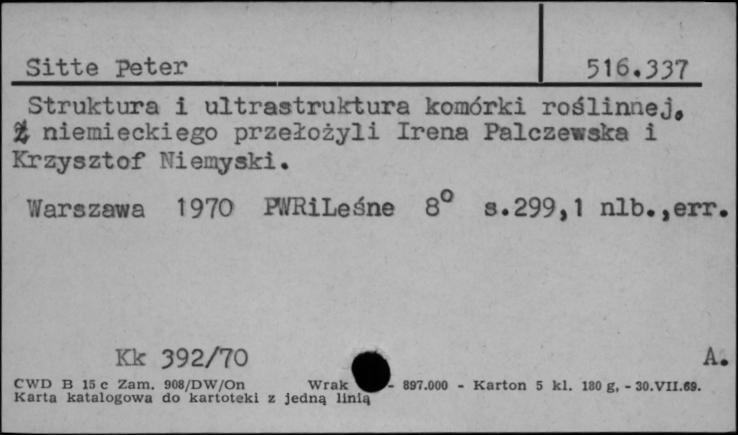 Sitte Peter 516.337
Struktura i ultrastruktura komórki roślinnej.
Z niemieckiego przełożyli Irena Palczewska i
Krzysztof Niemyski.
Warszawa 1970 PWRiLeśne 8° s.299,1 nlb.,err.
Kk 392/70 A.
CWD B 15 c Zam. 908/DW/On Wrak - 897.000 - Karton 5 kl. 180 g, - 30.VII.69.
Karta katalogowa do kartoteki z jedną linią